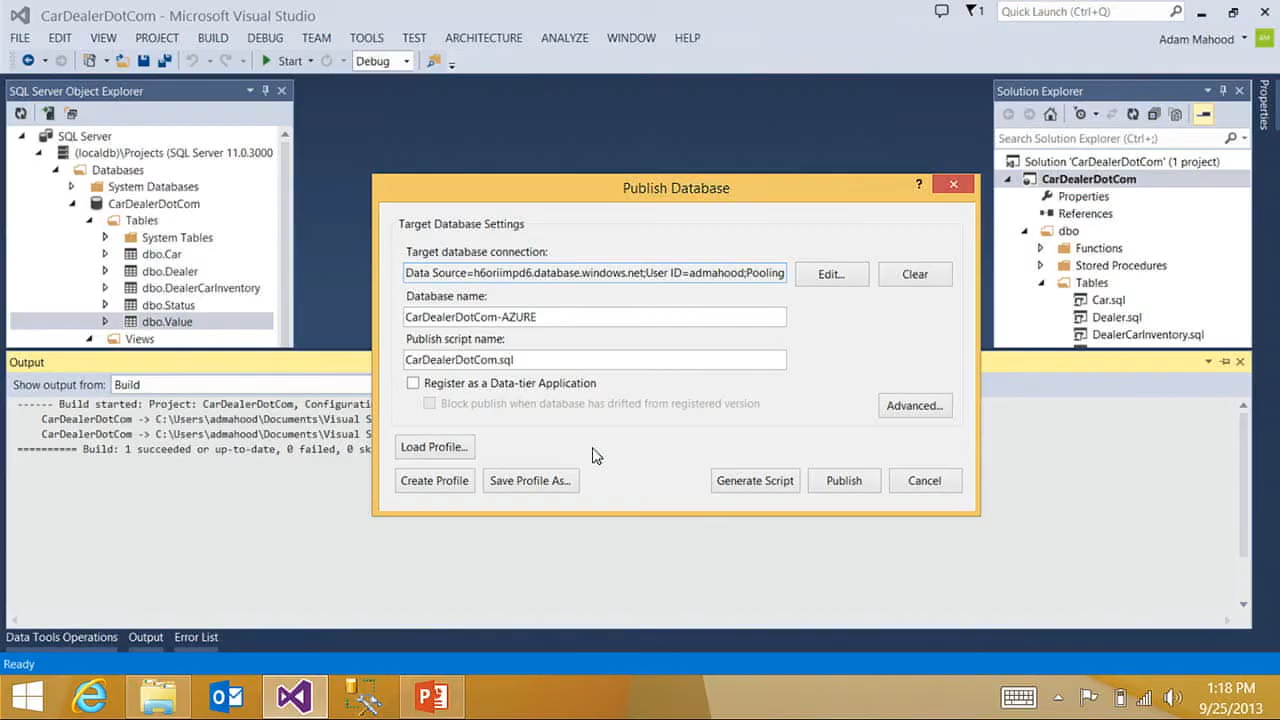 CarDealerDotCom - Microsoft Visual Studio
1
Quick Launch (Ctrl+Q)
FILE EDIT VIEW PROJECT BUILD DEBUG TEAM TOOLS TEST ARCHITECTURE ANALYZE WINDOW HELP
Adam Mahood
AM
Start
Debug
SQL Server Object Explorer
SQL Server
(localdb)\Projects (SQL Server 11.0.3000
Databases
System Databases
CarDealerDotCom
Tables
System Tables
dbo.Car
dbo.Dealer
dbo.DealerCarInventory
dbo.Status
dbo.Value
Views
Publish Database
?
Target Database Settings
Target database connection:
Data Source=h6oriimpd6.database.windows.net;User ID=admahood;Pooling
Edit...
Clear
Database name:
CarDealerDotCom-AZURE
Publish script name:
CarDealerDotCom.sql
Register as a Data-tier Application
Block publish when database has drifted from registered version
Advanced...
Load Profile...
Create Profile
Save Profile As...
Generate Script
Publish
Cancel
Solution Explorer
Search Solution Explorer (Ctrl+;)
Solution 'CarDealerDotCom' (1 project)
CarDealerDotCom
Properties
References
dbo
Functions
Stored Procedures
Tables
Car.sql
Dealer.sql
DealerCarInventory.sql
Properties
Output
Show output from: Build
------ Build started: Project: CarDealerDotCom, Configuratio
CarDealerDotCom -> C:\Users\admahood\Documents\Visual S
CarDealerDotCom -> C:\Users\admahood\Documents\Visual S
========== Build: 1 succeeded or up-to-date, 0 failed, 0 sk
Data Tools Operations Output Error List
Ready
1:18 PM
9/25/2013